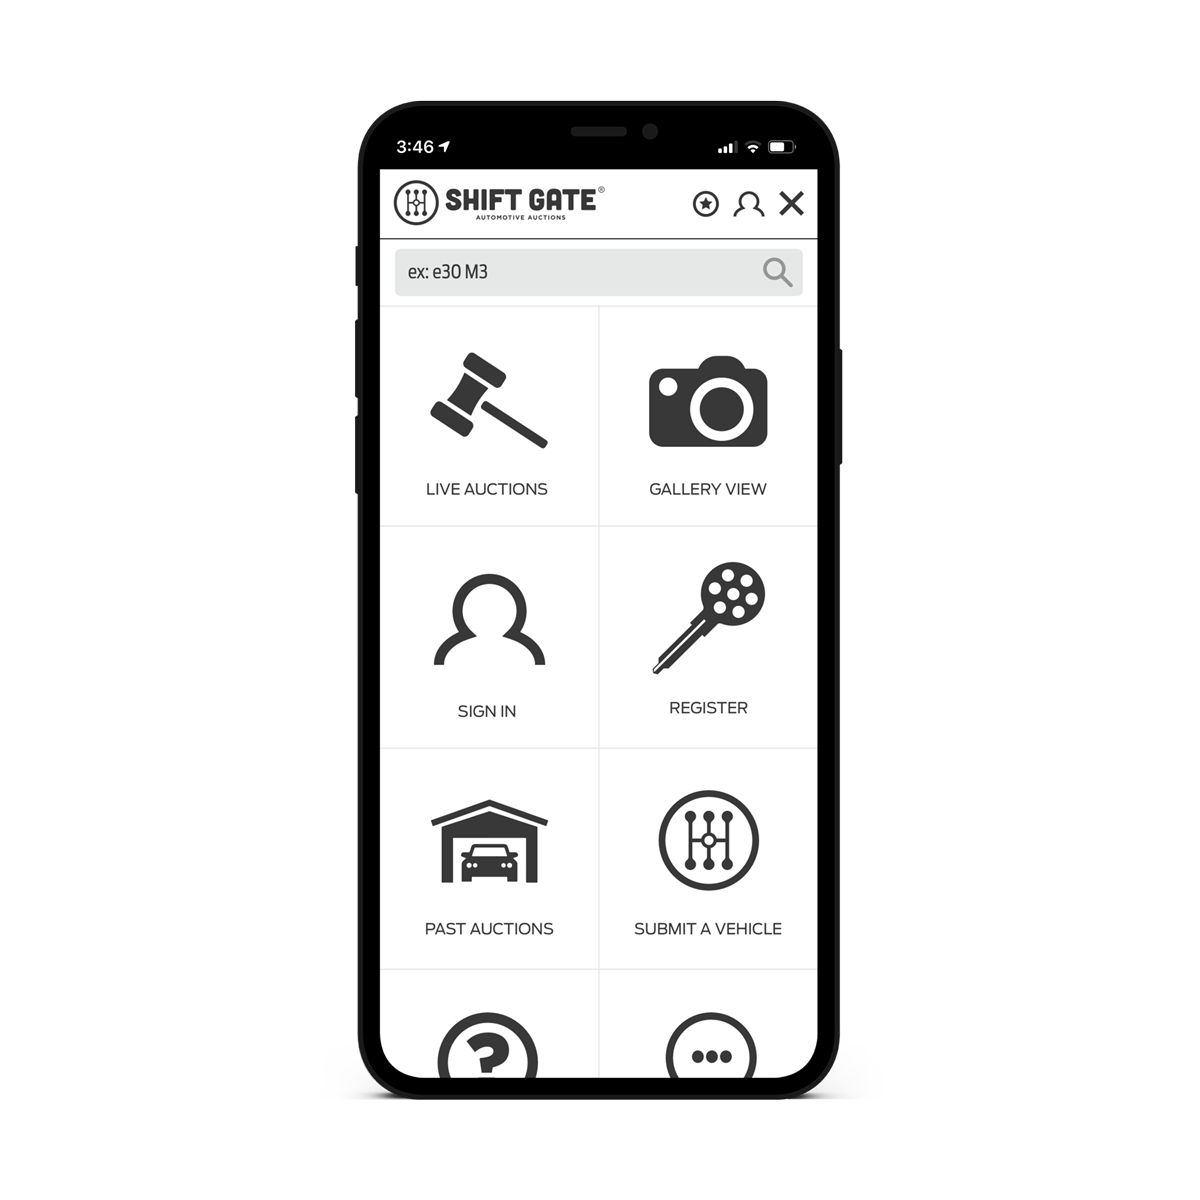 3:46
SHIFT GATE®
AUTOMOTIVE AUCTIONS
ex: e30 M3
LIVE AUCTIONS
GALLERY VIEW
SIGN IN
REGISTER
PAST AUCTIONS
SUBMIT A VEHICLE
?